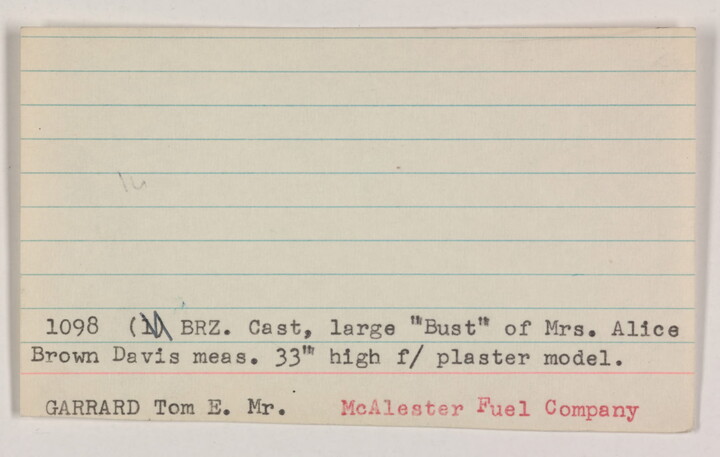 1098 (1) BRZ. Cast, large "Bust" of Mrs. Alice
Brown Davis meas. 33" high f/ plaster model.
GARRARD Tom E. Mr. McAlester Fuel Company